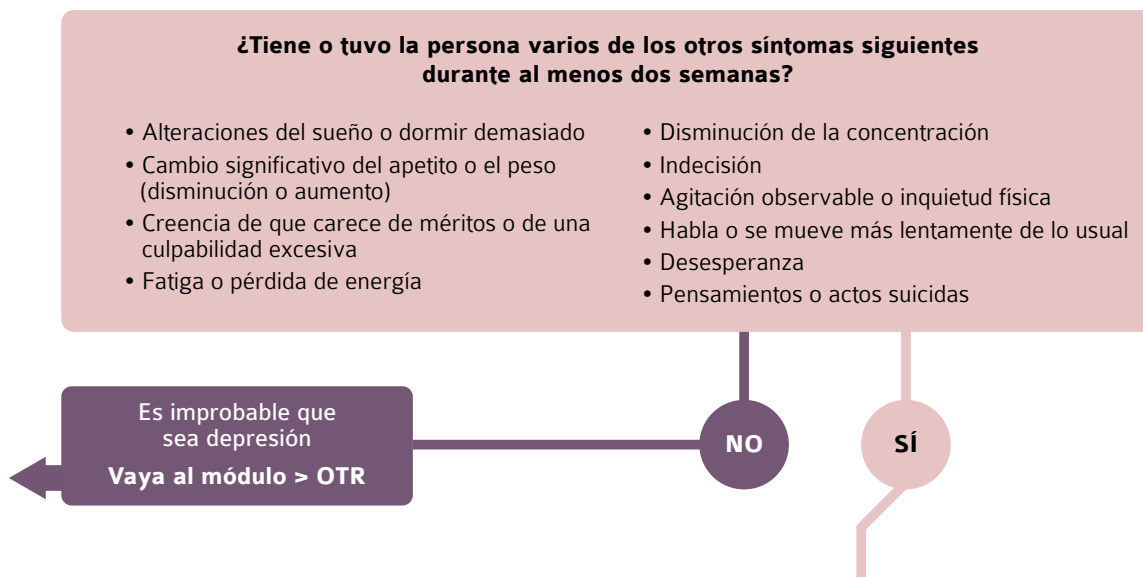 ¿Tiene o tuvo la persona varios de los otros síntomas siguientes
durante al menos dos semanas?
• Alteraciones del sueño o dormir demasiado
• Cambio significativo del apetito o el peso
(disminución o aumento)
• Creencia de que carece de méritos o de una
culpabilidad excesiva
• Fatiga o pérdida de energía
• Disminución de la concentración
• Indecisión
• Agitación observable o inquietud física
• Habla o se mueve más lentamente de lo usual
• Desesperanza
• Pensamientos o actos suicidas
Es improbable que
sea depresión
Vaya al módulo > OTR
NO
SÍ